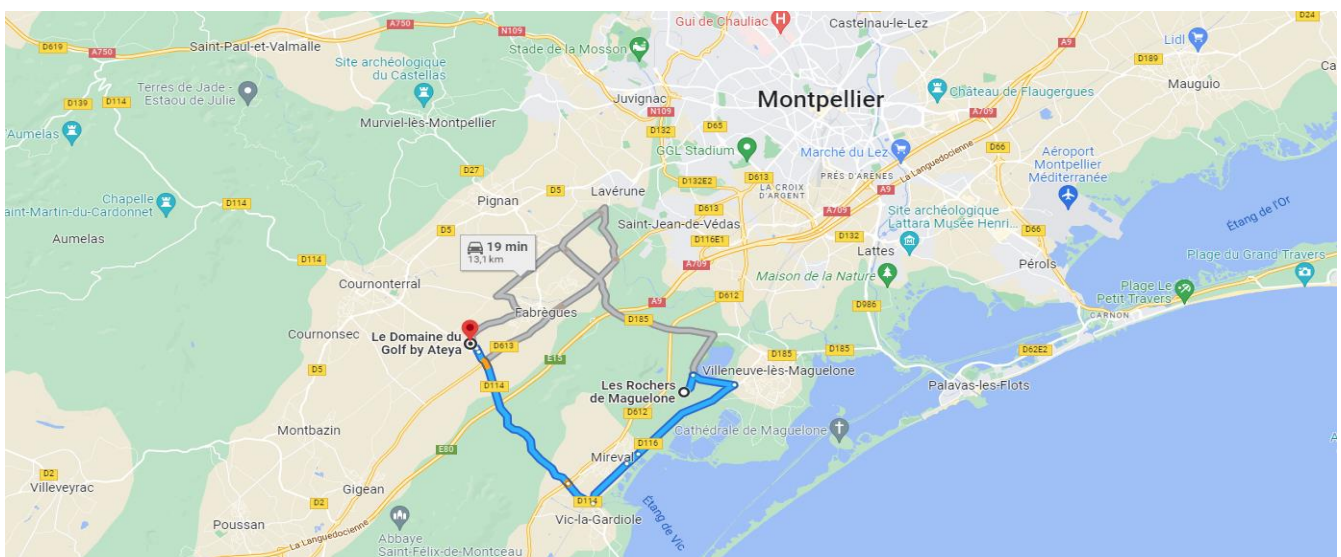 Gui de Chauliac
Castelnau-le-Lez
D24
A750
N109
A9
D619
A750
Saint-Paul-et-Valmalle
Stade de la Mosson
Lidl
D189
Site archéologique
du Castellas
Mauguio
Terres de Jade -
Estaou de Julie
Juvignac
Montpellier
Château de Flaugergues
D139
D114
N109
A709
Murviel-lès-Montpellier
D132
D65
Aumelas
GGL Stadium
Marché du Lez
D66
Aéroport
Montpellier
Méditerranée
La Languedocienne
D27
D613
PRÉS D'ARÈNES
D132E2
LA CROIX
D'ARGENT
A9
D5
Lavérune
Chapelle
aint-Martin-du-Cardonnet
D114
Pignan
D613
A709
Site archéologique
Lattara Musée Henri...
Étang de l'Or
Saint-Jean-de-Védas
D5
D116E1
D132
D66
Aumelas
19 min
13,1 km
Lattes
D114
A709
Pérols
Plage du Grand Travers
Maison de la Nature
Cournonterral
A9
D612
Plage Le
Petit Travers
D986
Fabrègues
D185
CARNON
Cournonsec
Le Domaine du
Golf by Ateya
D613
E15
D185
D185
D62E2
D5
Villeneuve-lès-Maguelone
D114
Les Rochers
de Maguelone
Palavas-les-Flots
D612
Montbazin
Cathédrale de Maguelone
E80
D116
Mireval
D2
Villeveyrac
Gigean
D2
D114
Étang de Vic
Poussan
Vic-la-Gardiole
La Languedocienne
Abbaye
Saint-Félix-de-Montceau